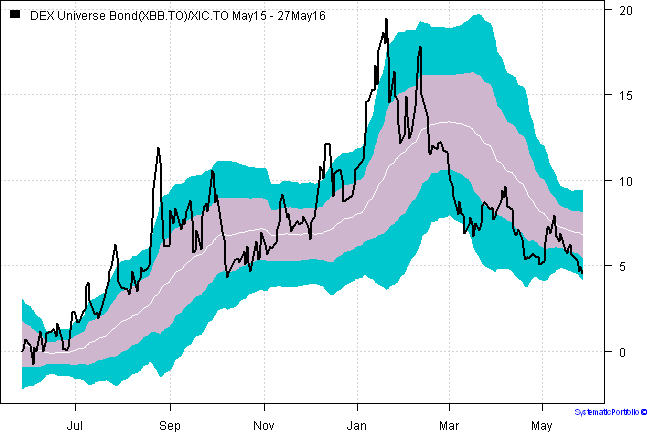 DEX Universe Bond(XBB.TO)/XIC.TO May15 - 27May16
20
15
10
5
0
Jul Sep Nov Jan Mar May
SystematicPortfolio ©